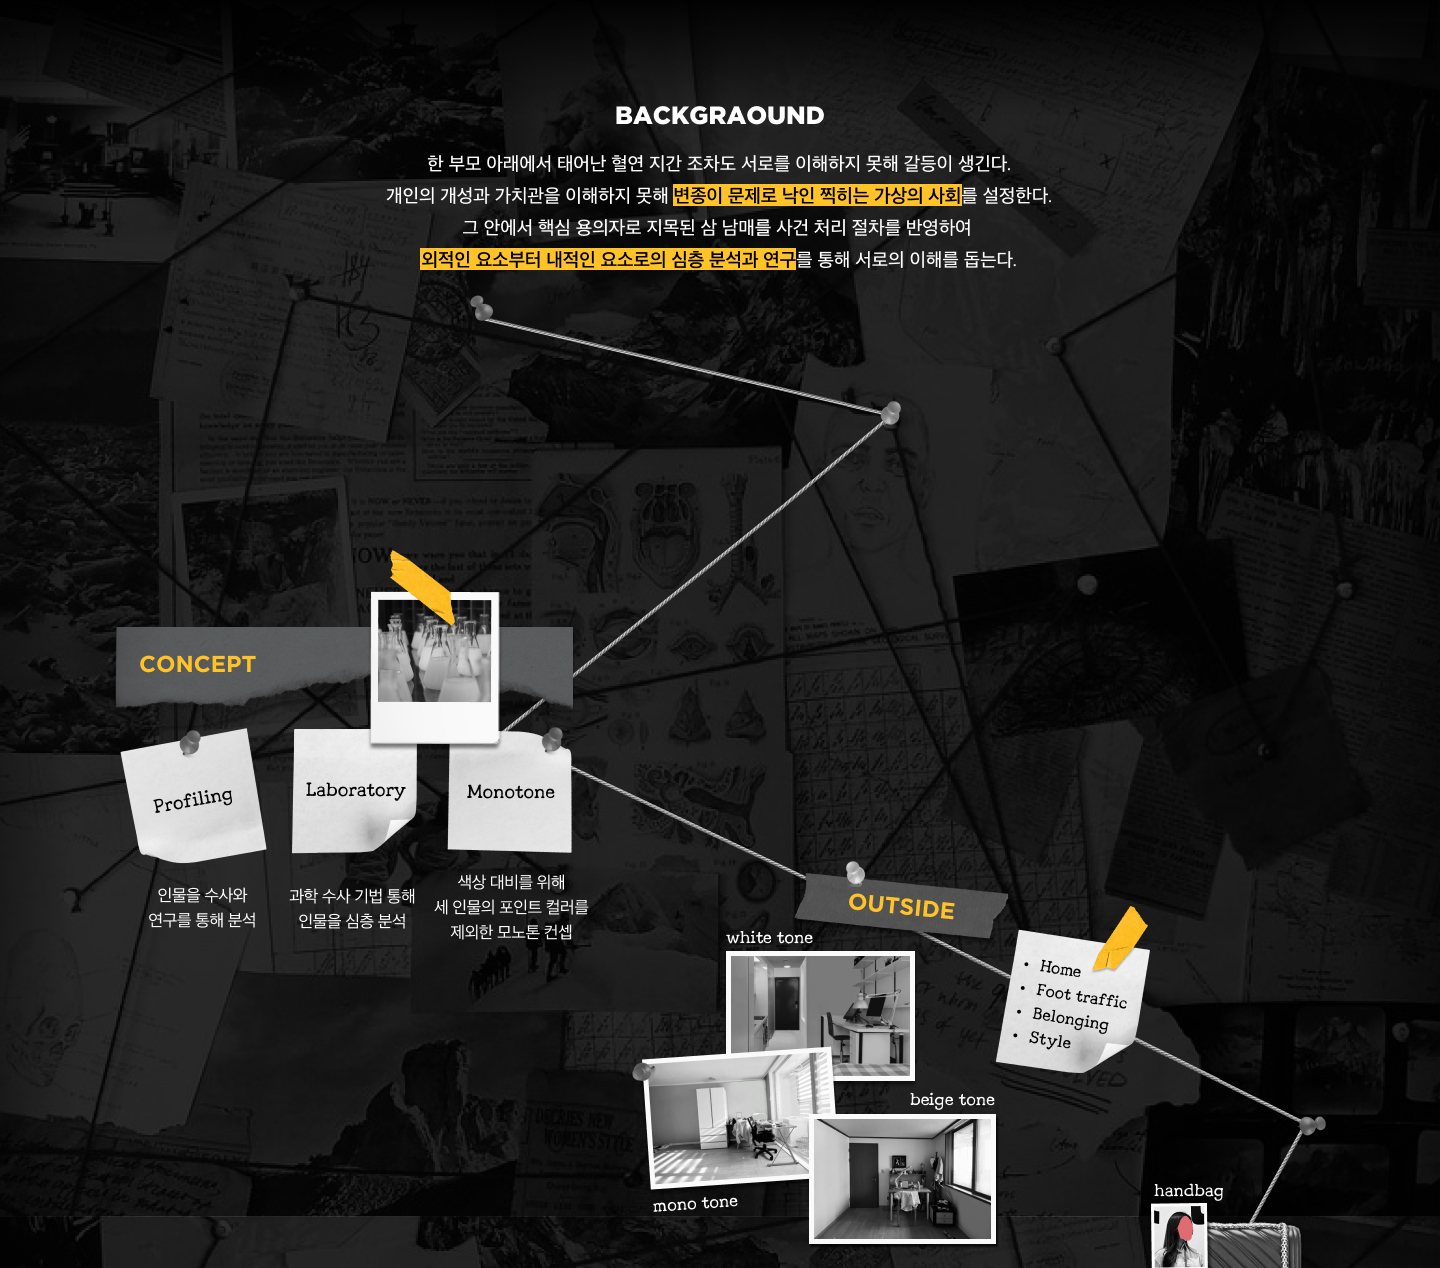 BACKGRAOUND
한 부모 아래에서 태어난 혈연 지간 조차도 서로를 이해하지 못해 갈등이 생긴다.
개인의 개성과 가치관을 이해하지 못해 변종이 문제로 낙인 찍히는 가상의 사회를 설정한다.
그 안에서 핵심 용의자로 지목된 삼 남매를 사건 처리 절차를 반영하여
외적인 요소부터 내적인 요소로의 심층 분석과 연구를 통해 서로의 이해를 돕는다.
CONCEPT
Profiling
Laboratory
Monotone
인물을 수사와
연구를 통해 분석
과학 수사 기법 통해
인물을 심층 분석
색상 대비를 위해
세 인물의 포인트 컬러를
제외한 모노톤 컨셉
OUTSIDE
white tone
• Home
• Foot traffic
• Belonging
• Style
beige tone
mono tone
handbag